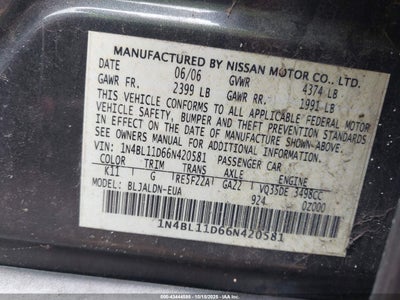 MANUFACTURED BY NISSAN MOTOR CO., LTD.
DATE 06/06 GVWR 4374 LB
GAWR FR. 2399 LB GAWR RR. 1991 LB
THIS VEHICLE CONFORMS TO ALL APPLICABLE FEDERAL MOTOR
VEHICLE SAFETY, BUMPER AND THEFT PREVENTION STANDARDS
IN EFFECT ON THE DATE OF MANUFACTURE SHOWN ABOVE.
SEE OWNERS MANUAL FOR ADDITIONAL INFORMATION
VIN: 1N4BL11D66N420581 PASSENGER CAR
COLOR TRIM TRANS AXLE ENGINE
K11 G RE5F22A GA22 VQ35DE 3498CC
MODEL: BLJALDN-EUA 924 DZ000
1N4BL11D66N420581